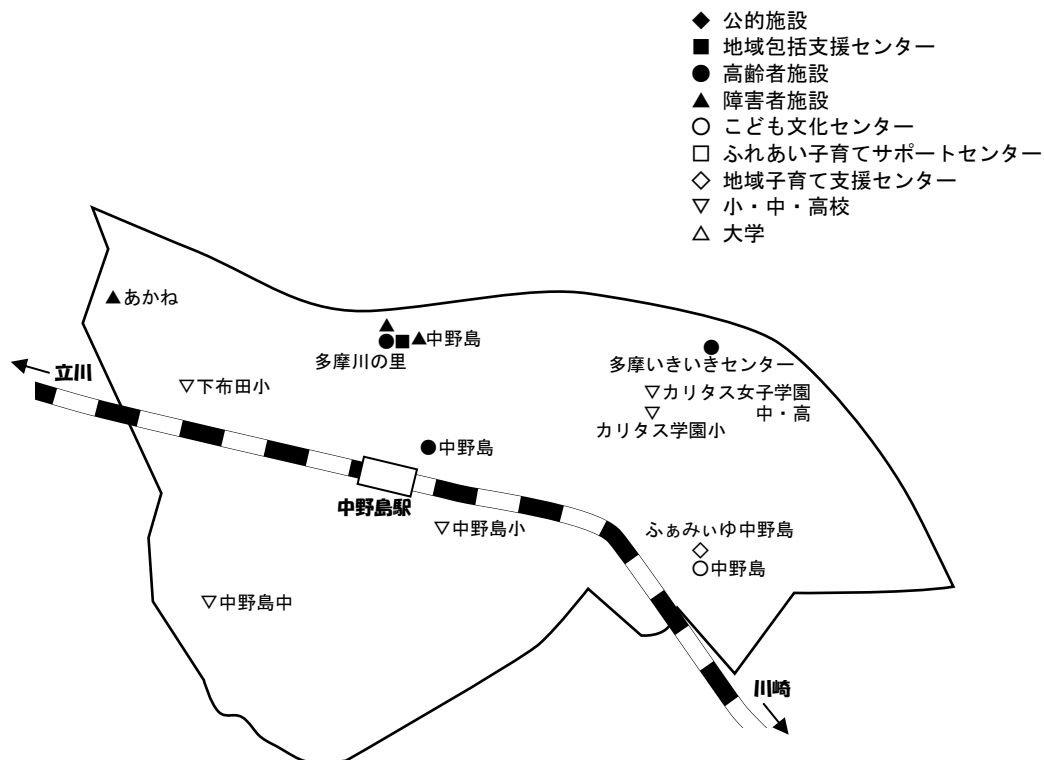 ◆ 公的施設
■ 地域包括支援センター
● 高齢者施設
▲ 障害者施設
○ こども文化センター
□ ふれあい子育てサポートセンター
◇ 地域子育て支援センター
▽ 小・中・高校
△ 大学
▲あかね
▲中野島
多摩川の里
多摩いきいきセンター
立川
▽下布田小
▽カリタス女子学園
中・高
カリタス学園小
●中野島
中野島駅
▽中野島小
ふぁみぃゆ中野島
○中野島
▽中野島中
川崎